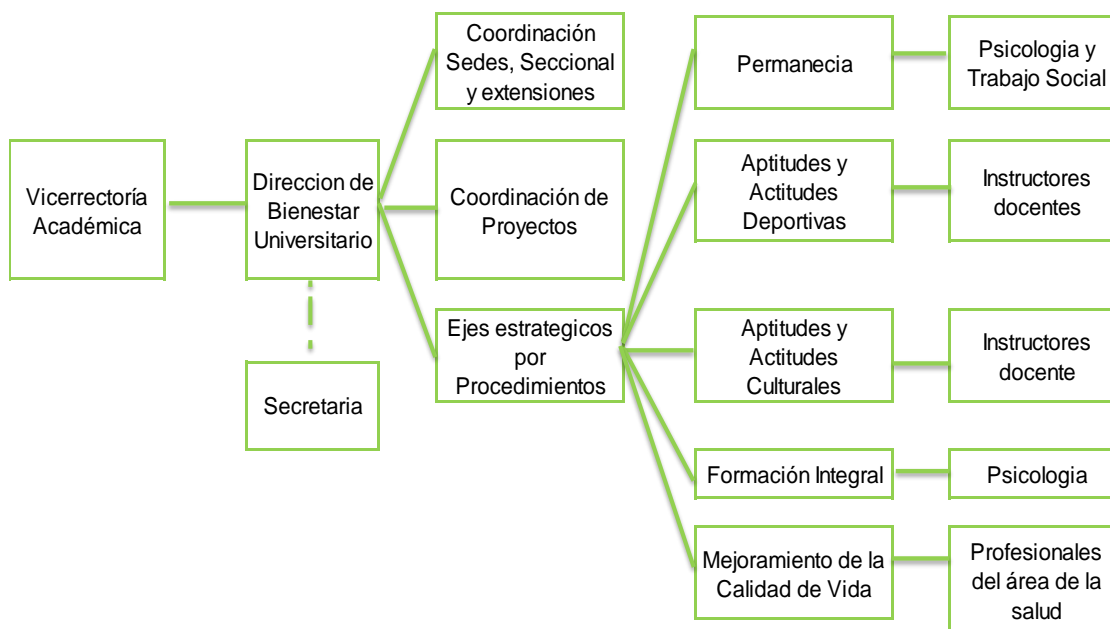 Vicerrectoría
Académica
Direccion de
Bienestar
Universitario
Secretaria
Coordinación
Sedes, Seccional
y extensiones
Coordinación de
Proyectos
Ejes estrategicos
por
Procedimientos
Permanecia
Psicologia y
Trabajo Social
Aptitudes y
Actitudes
Deportivas
Instructores
docentes
Aptitudes y
Actitudes
Culturales
Instructores
docente
Formación Integral
Psicologia
Mejoramiento de la
Calidad de Vida
Profesionales
del área de la
salud